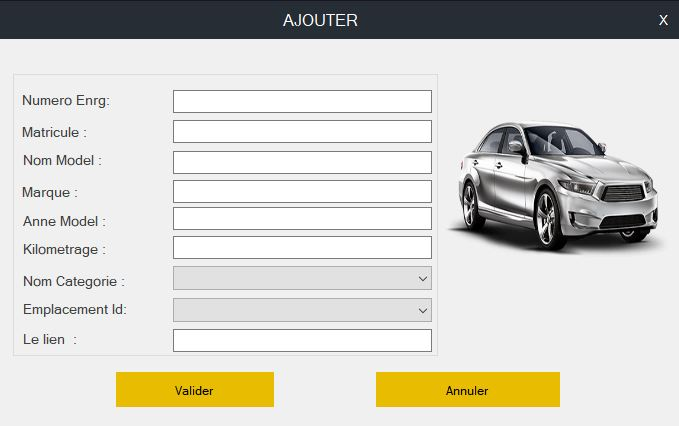 AJOUTER X
Numero Enrg:
Matricule :
Nom Model :
Marque :
Anne Model :
Kilometrage :
Nom Categorie :
Emplacement Id:
Le lien  :
Valider Annuler